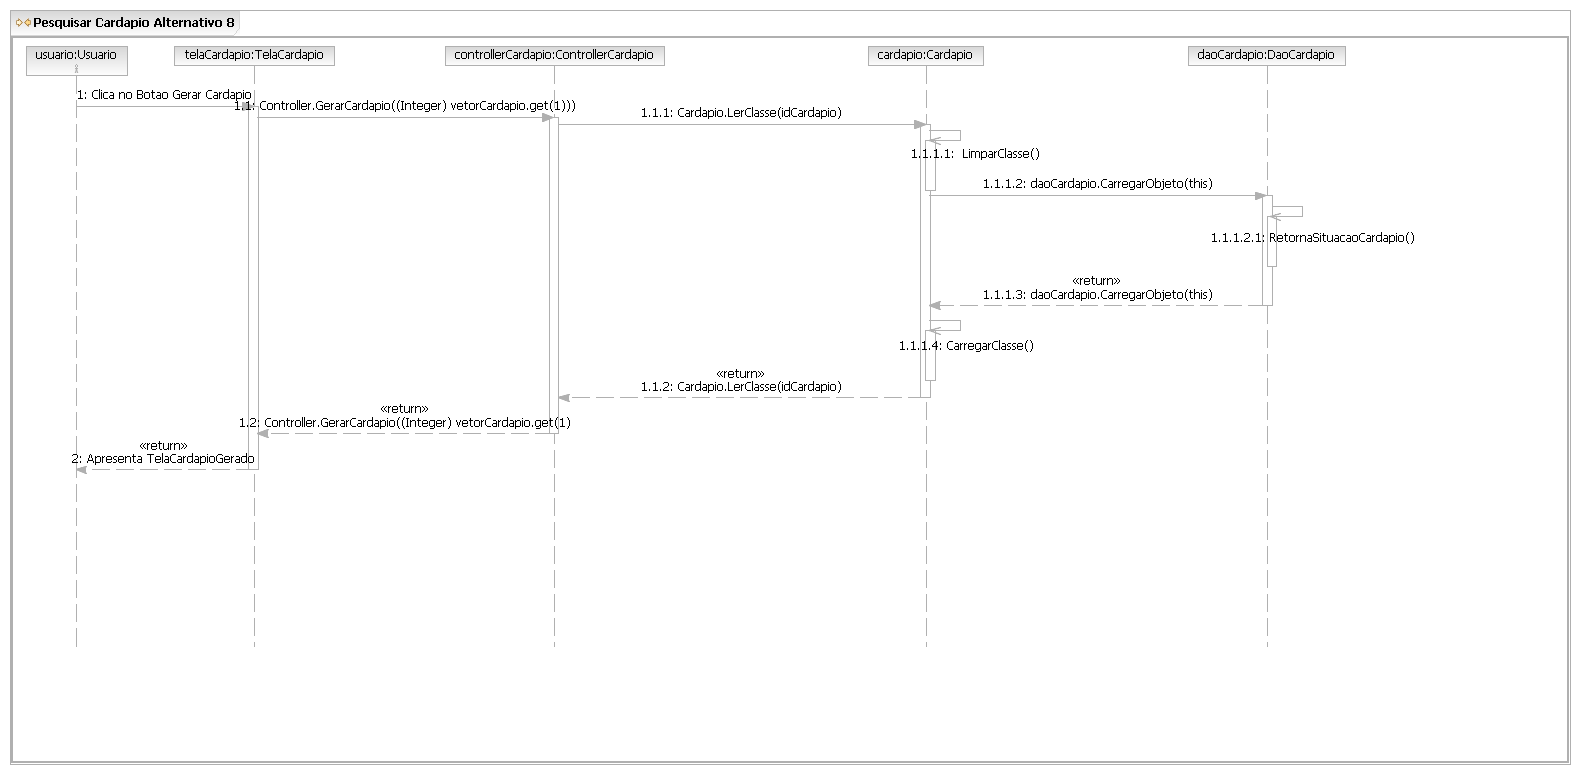 Pesquisar Cardapio Alternativo 8
usuario:Usuario
telaCardapio:TelaCardapio
controllerCardapio:ControllerCardapio
cardapio:Cardapio
daoCardapio:DaoCardapio
1: Clica no Botao Gerar Cardapio
1.1: Controller.GerarCardapio((Integer) vetorCardapio.get(1)))
1.1.1: Cardapio.LerClasse(idCardapio)
1.1.1.1: LimparClasse()
1.1.1.2: daoCardapio.CarregarObjeto(this)
1.1.1.2.1: RetornaSituacaoCardapio()
«return»
1.1.1.3: daoCardapio.CarregarObjeto(this)
1.1.1.4: CarregarClasse()
«return»
1.1.2: Cardapio.LerClasse(idCardapio)
«return»
1.2: Controller.GerarCardapio((Integer) vetorCardapio.get(1)
«return»
2: Apresenta TelaCardapioGerado